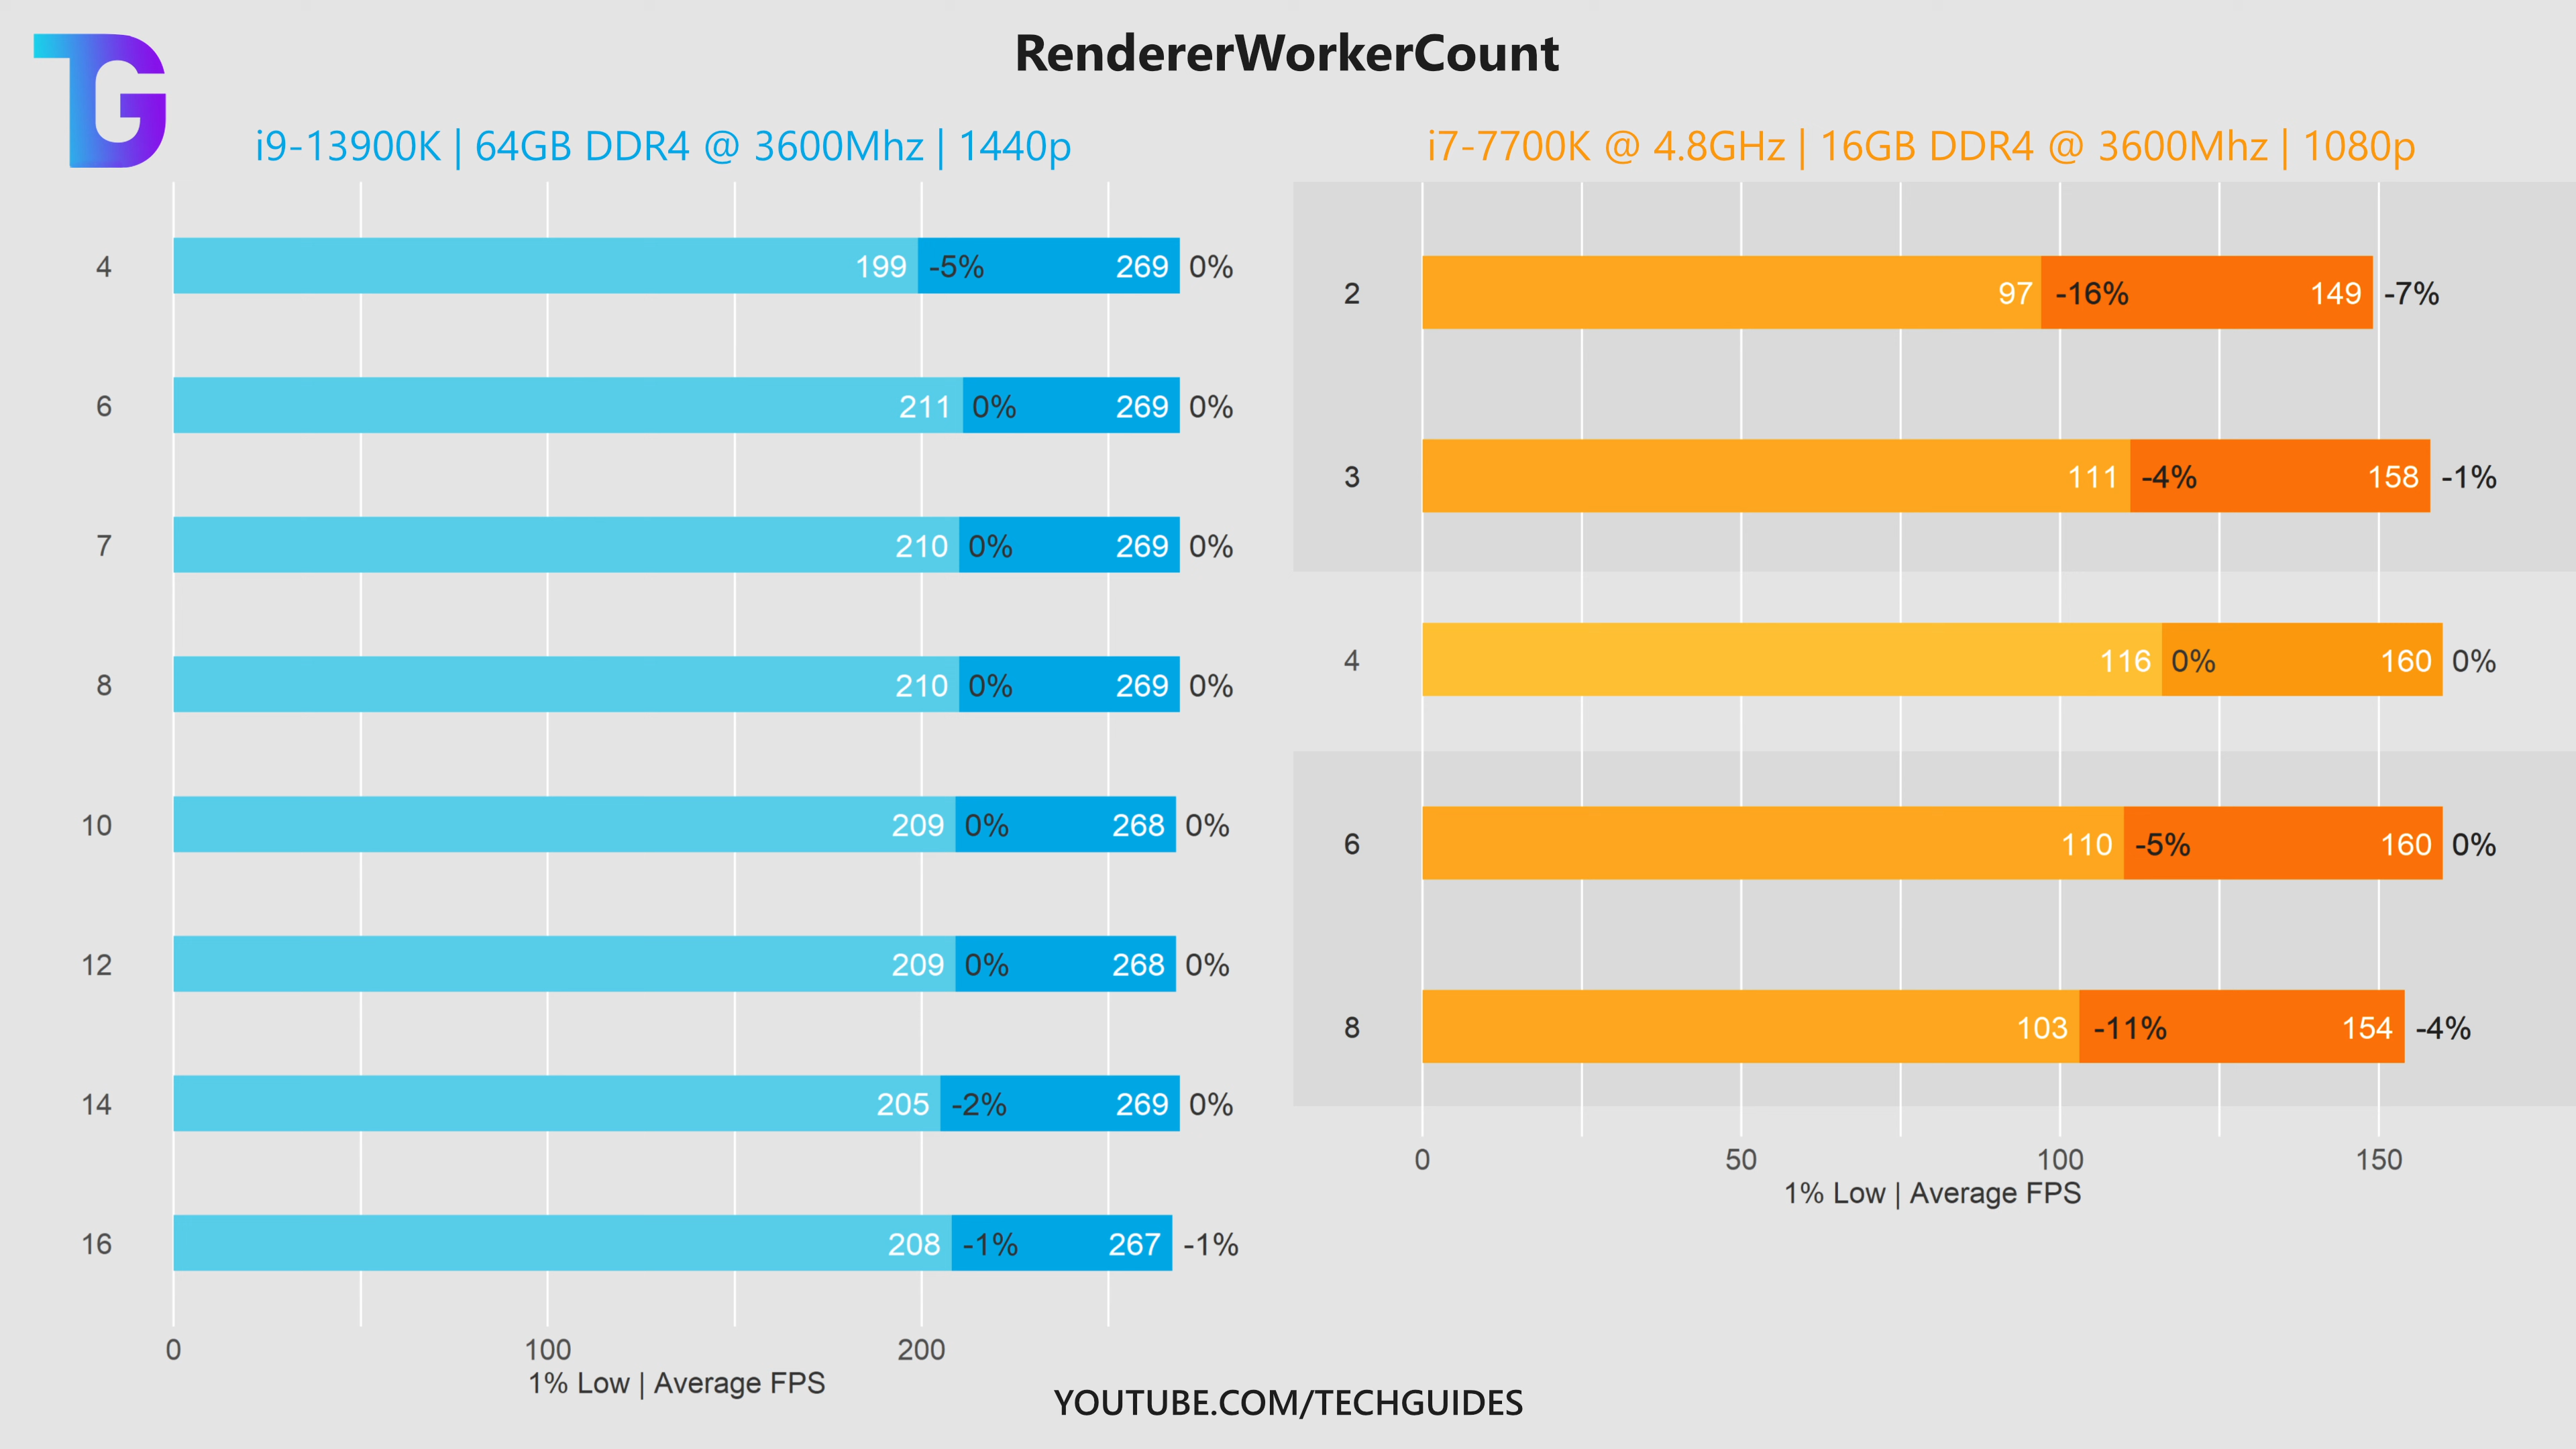 TG
RendererWorkerCount
i9-13900K | 64GB DDR4 @ 3600Mhz | 1440p
4 199 -5% 269 0%
6 211 0% 269 0%
7 210 0% 269 0%
8 210 0% 269 0%
10 209 0% 268 0%
12 209 0% 268 0%
14 205 -2% 269 0%
16 208 -1% 267 -1%
0 100 200
1% Low | Average FPS
i7-7700K @ 4.8GHz | 16GB DDR4 @ 3600Mhz | 1080p
2 97 -16% 149 -7%
3 111 -4% 158 -1%
4 116 0% 160 0%
6 110 -5% 160 0%
8 103 -11% 154 -4%
0 50 100 150
1% Low | Average FPS
YOUTUBE.COM/TECHGUIDES